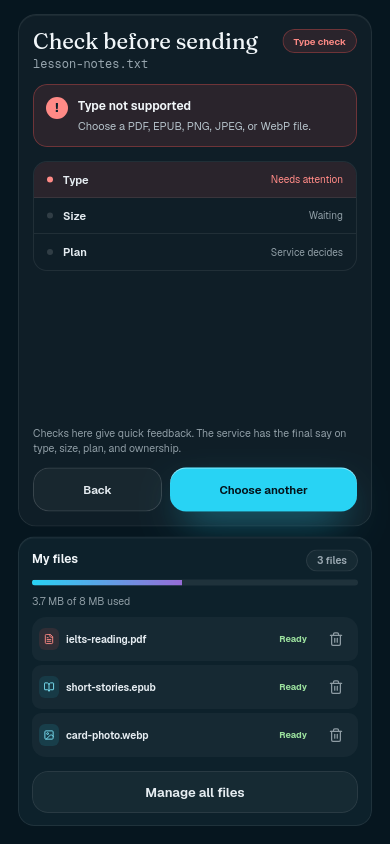 Check before sending
Type check
lesson-notes.txt
!
Type not supported
Choose a PDF, EPUB, PNG, JPEG, or WebP file.
Type
Needs attention
Size
Waiting
Plan
Service decides
Checks here give quick feedback. The service has the final say on
type, size, plan, and ownership.
Back
Choose another
My files
3 files
3.7 MB of 8 MB used
ielts-reading.pdf
Ready
short-stories.epub
Ready
card-photo.webp
Ready
Manage all files